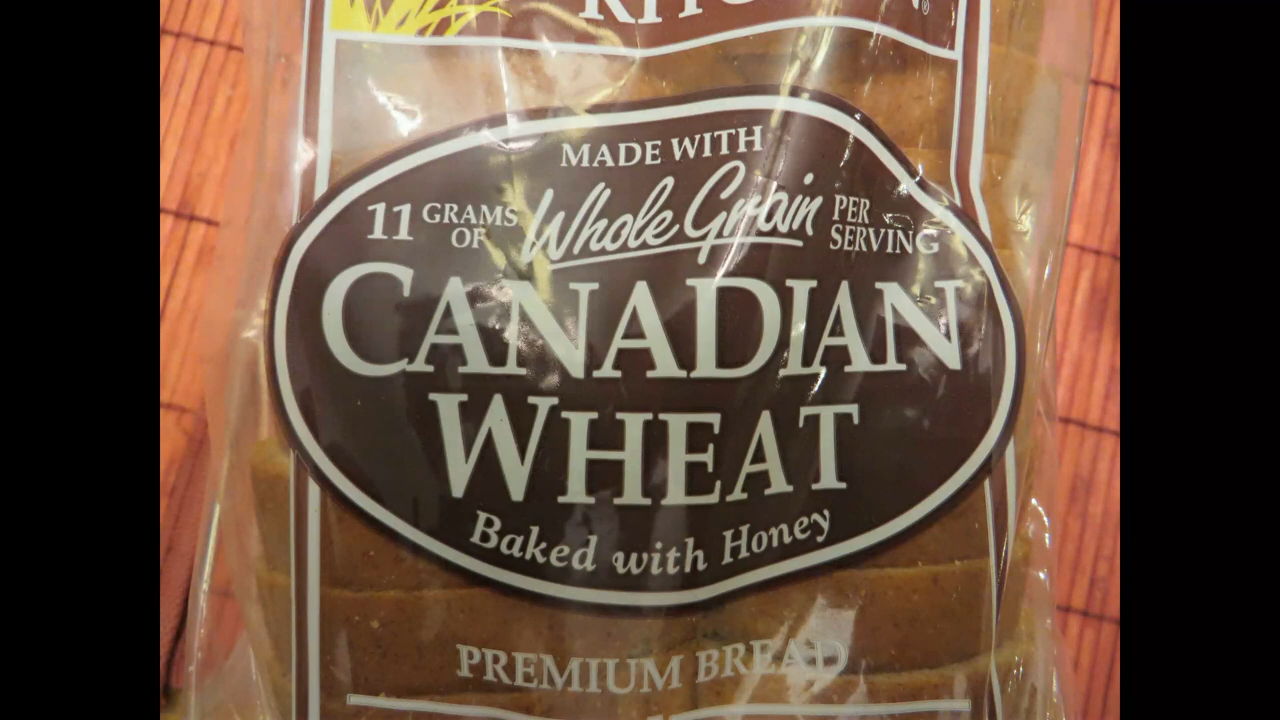 MADE WITH
11 GRAMS OF Whole Grain PER SERVING
CANADIAN
WHEAT
Baked with Honey
PREMIUM BREAD